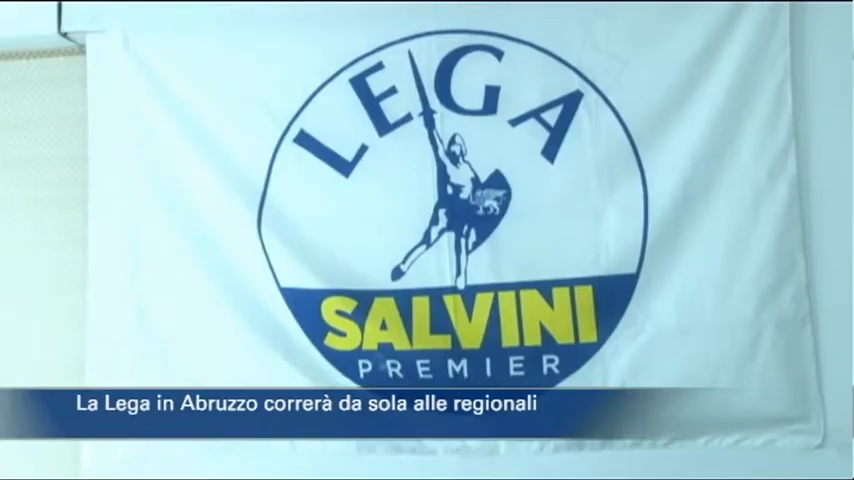 LEGA
SALVINI
PREMIER
La Lega in Abruzzo correrà da sola alle regionali